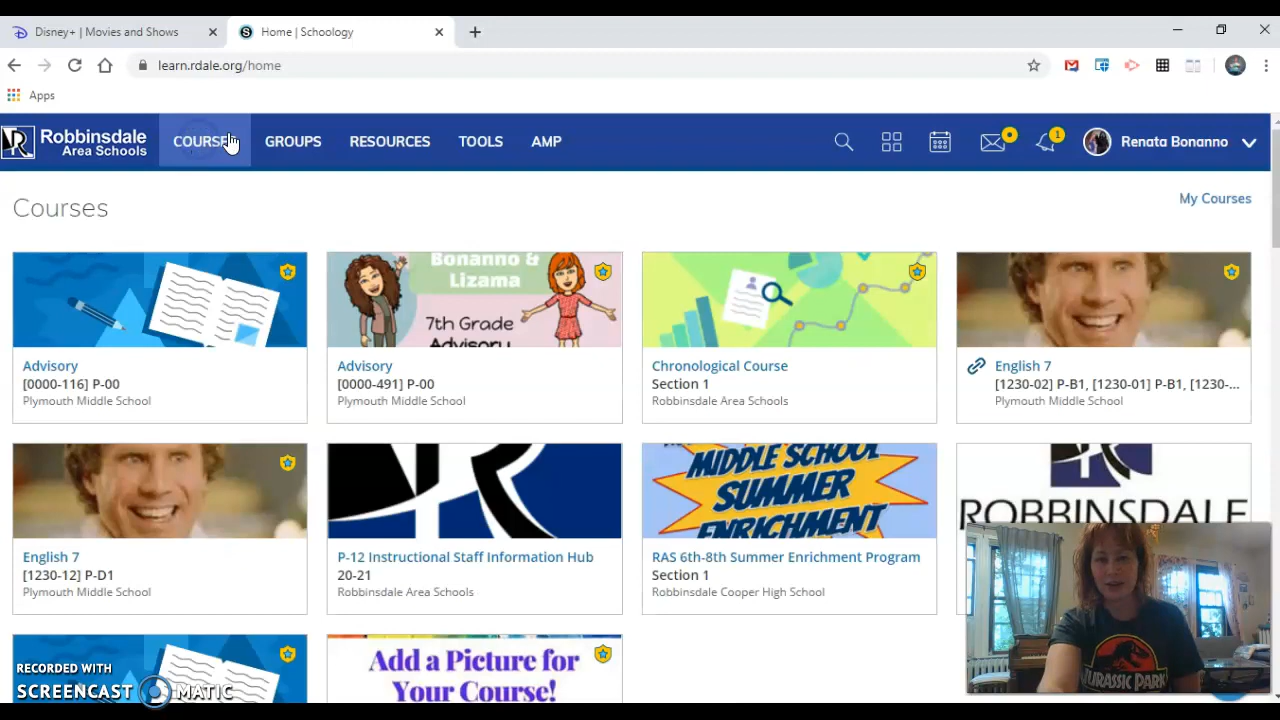 Disney+ | Movies and Shows
Home | Schoology
learn.rdale.org/home
Apps
Robbinsdale
Area Schools
COURSES
GROUPS
RESOURCES
TOOLS
AMP
1
Renata Bonanno
Courses
My Courses
Bonanno &
Lizama
7th Grade
Advisory
Advisory
[0000-116] P-00
Plymouth Middle School
Advisory
[0000-491] P-00
Plymouth Middle School
Chronological Course
Section 1
Robbinsdale Area Schools
English 7
[1230-02] P-B1, [1230-01] P-B1, [1230-...
Plymouth Middle School
MIDDLE SCHOOL
SUMMER
ENRICHMENT
ROBBINSDALE
English 7
[1230-12] P-D1
Plymouth Middle School
P-12 Instructional Staff Information Hub
20-21
Robbinsdale Area Schools
RAS 6th-8th Summer Enrichment Program
Section 1
Robbinsdale Cooper High School
Add a Picture for
Your Course!
RECORDED WITH
SCREENCAST MATIC
JURASSIC PARK